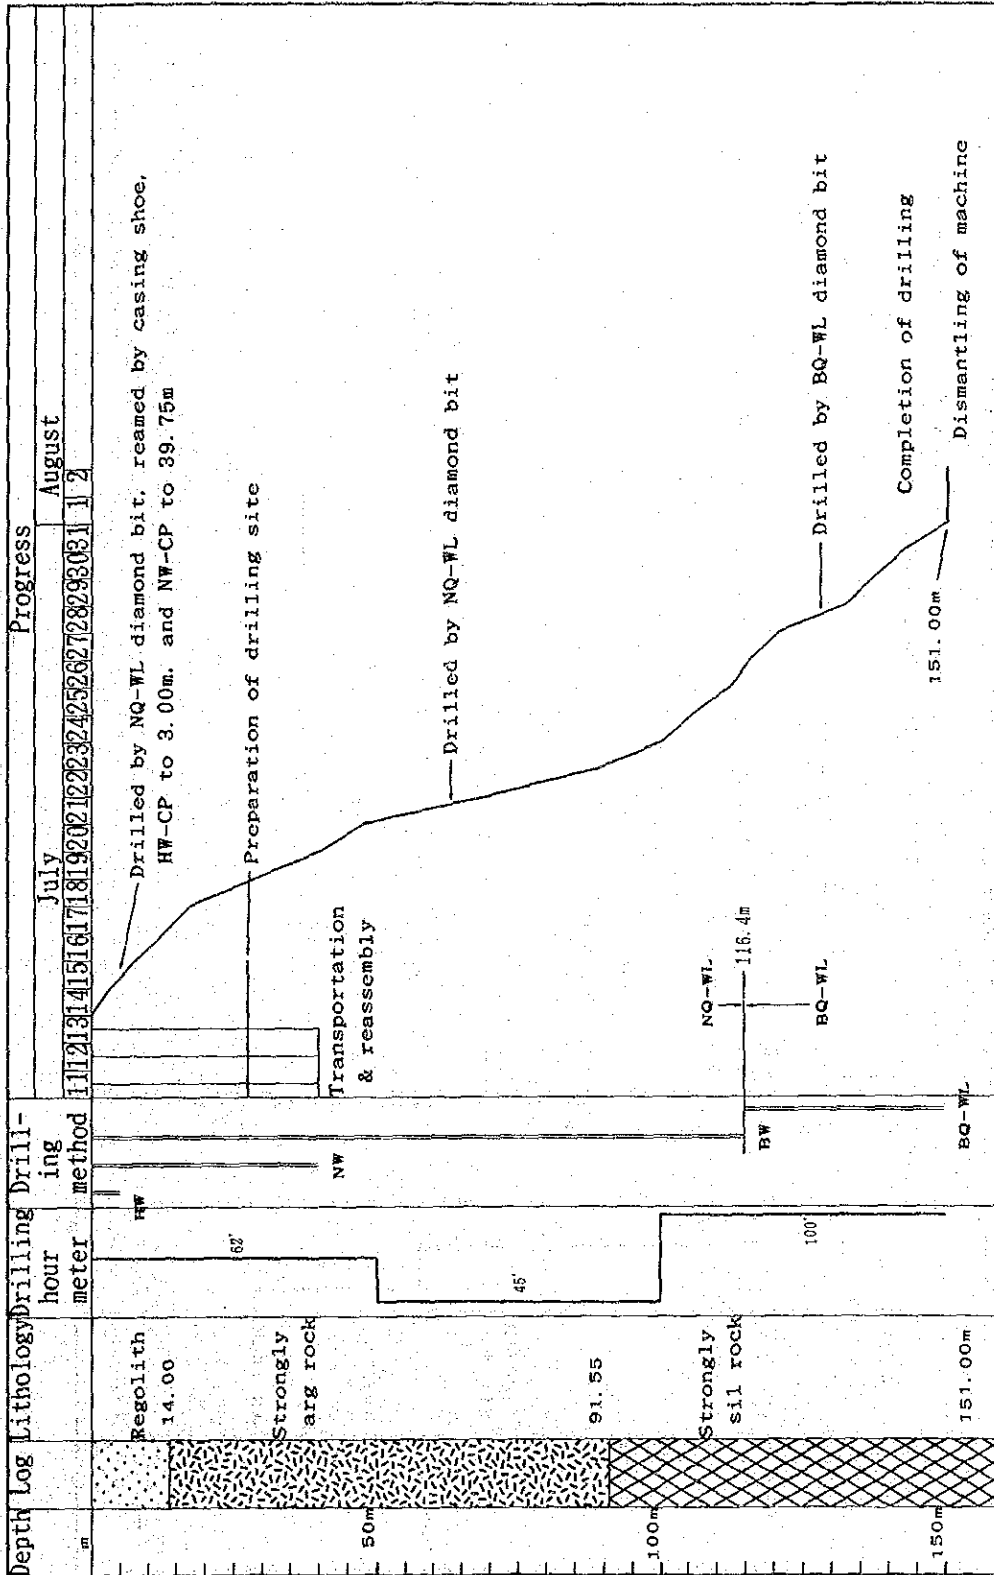 Depth Log Lithology Drilling hour meter Drill-ing method Progress
m
July August
11 12 13 14 15 16 17 18 19 20 21 22 23 24 25 26 27 28 29 30 31 1 2
Regolith
14.00
Strongly
arg rock
91.55
Strongly
sil rock
151.00m
50m
100m
150m
62'
45'
100'
HW
NW
BW
BQ-WL
Drilled by NQ-WL diamond bit, reamed by casing shoe,
HW-CP to 3.00m. and NW-CP to 39.75m
Preparation of drilling site
Transportation
& reassembly
Drilled by NQ-WL diamond bit
NQ-WL
116.4m
BQ-WL
Drilled by BQ-WL diamond bit
Completion of drilling
151.00m
Dismantling of machine